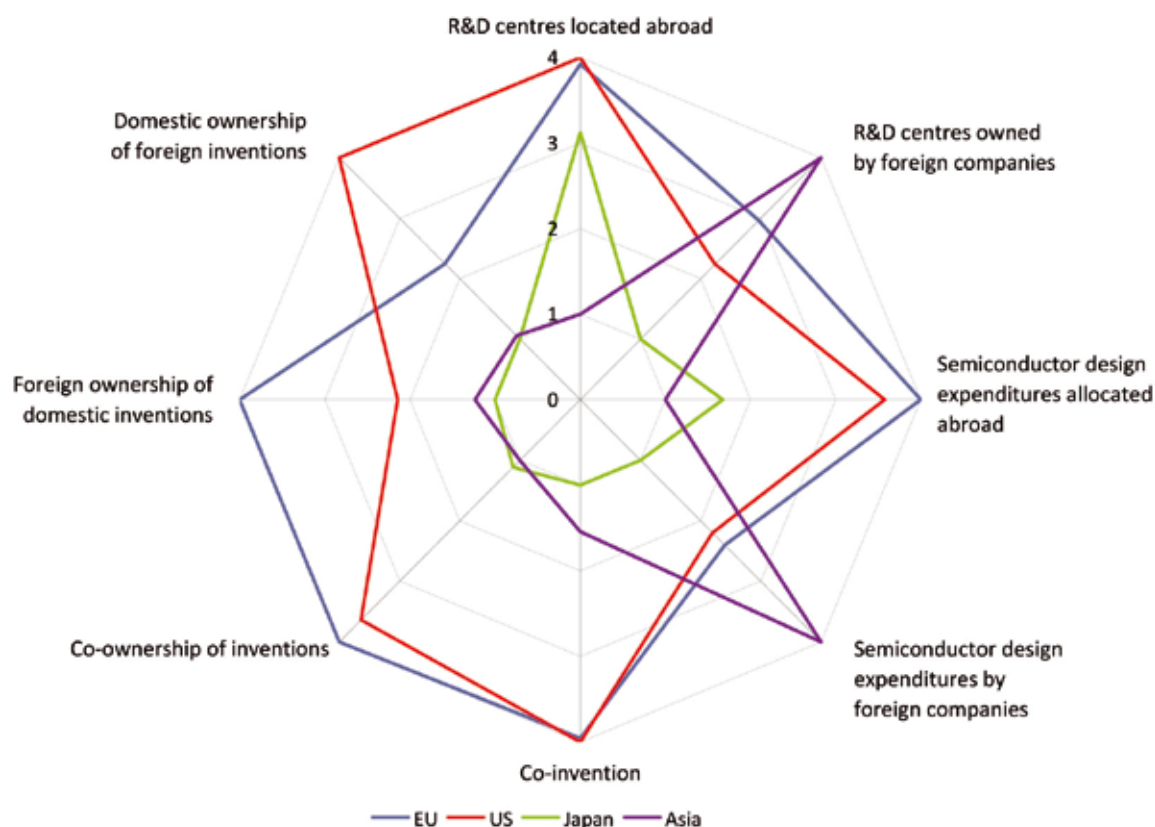 R&D centres located abroad
4
Domestic ownership
of foreign inventions
R&D centres owned
by foreign companies
3
2
1
Foreign ownership of
domestic inventions
0
Semiconductor design
expenditures allocated
abroad
Co-ownership of inventions
Semiconductor design
expenditures by
foreign companies
Co-invention
EU US Japan Asia